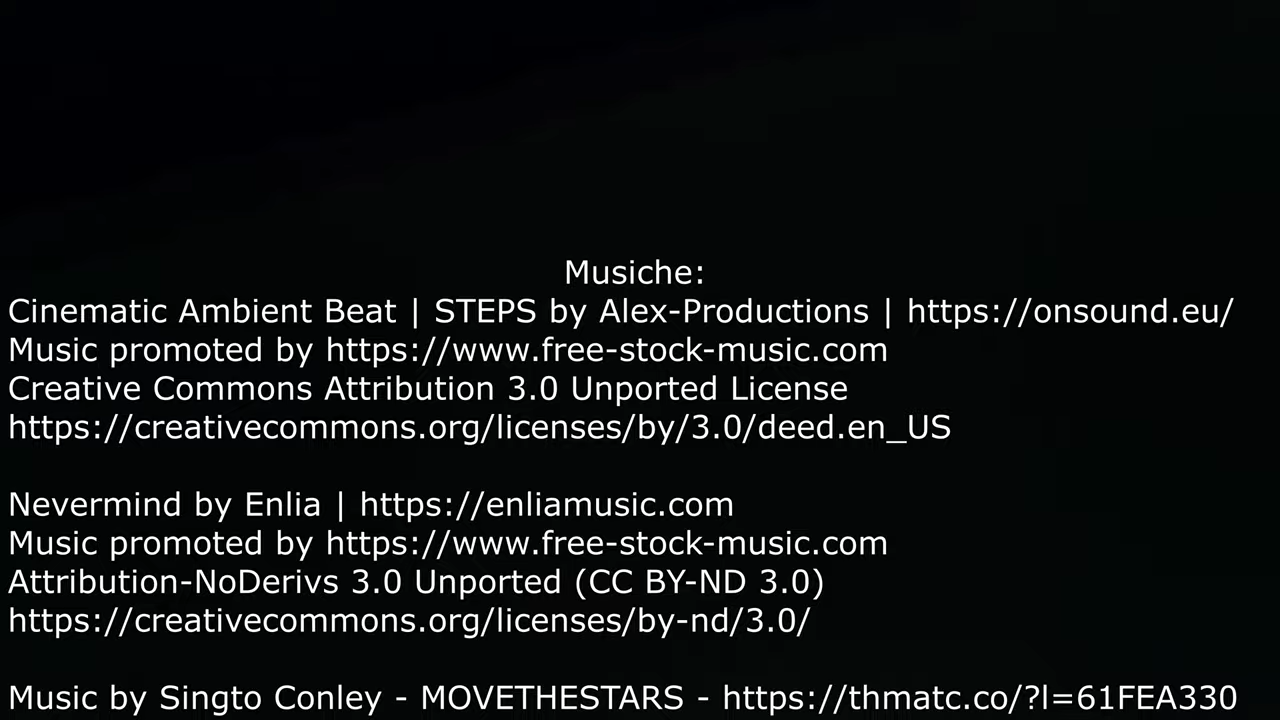 Musiche:
Cinematic Ambient Beat | STEPS by Alex-Productions | https://onsound.eu/
Music promoted by https://www.free-stock-music.com
Creative Commons Attribution 3.0 Unported License
https://creativecommons.org/licenses/by/3.0/deed.en_US
Nevermind by Enlia | https://enliamusic.com
Music promoted by https://www.free-stock-music.com
Attribution-NoDerivs 3.0 Unported (CC BY-ND 3.0)
https://creativecommons.org/licenses/by-nd/3.0/
Music by Singto Conley - MOVETHESTARS - https://thmatc.co/?l=61FEA330